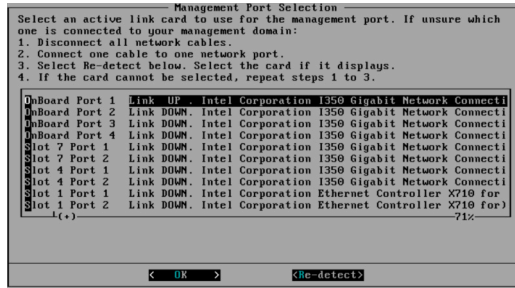 Management Port Selection
Select an active link card to use for the management port. If unsure which
one is connected to your management domain:
1. Disconnect all network cables.
2. Connect one cable to one network port.
3. Select Re-detect below. Select the card if it displays.
4. If the card cannot be selected, repeat steps 1 to 3.
OnBoard Port 1 Link UP . Intel Corporation I350 Gigabit Network Connecti
OnBoard Port 2 Link DOWN. Intel Corporation I350 Gigabit Network Connecti
OnBoard Port 3 Link DOWN. Intel Corporation I350 Gigabit Network Connecti
OnBoard Port 4 Link DOWN. Intel Corporation I350 Gigabit Network Connecti
Slot 7 Port 1 Link DOWN. Intel Corporation I350 Gigabit Network Connecti
Slot 7 Port 2 Link DOWN. Intel Corporation I350 Gigabit Network Connecti
Slot 4 Port 1 Link DOWN. Intel Corporation I350 Gigabit Network Connecti
Slot 4 Port 2 Link DOWN. Intel Corporation I350 Gigabit Network Connecti
Slot 1 Port 1 Link DOWN. Intel Corporation Ethernet Controller X710 for
Slot 1 Port 2 Link DOWN. Intel Corporation Ethernet Controller X710 for)
(+) 71%
< OK > <Re-detect>